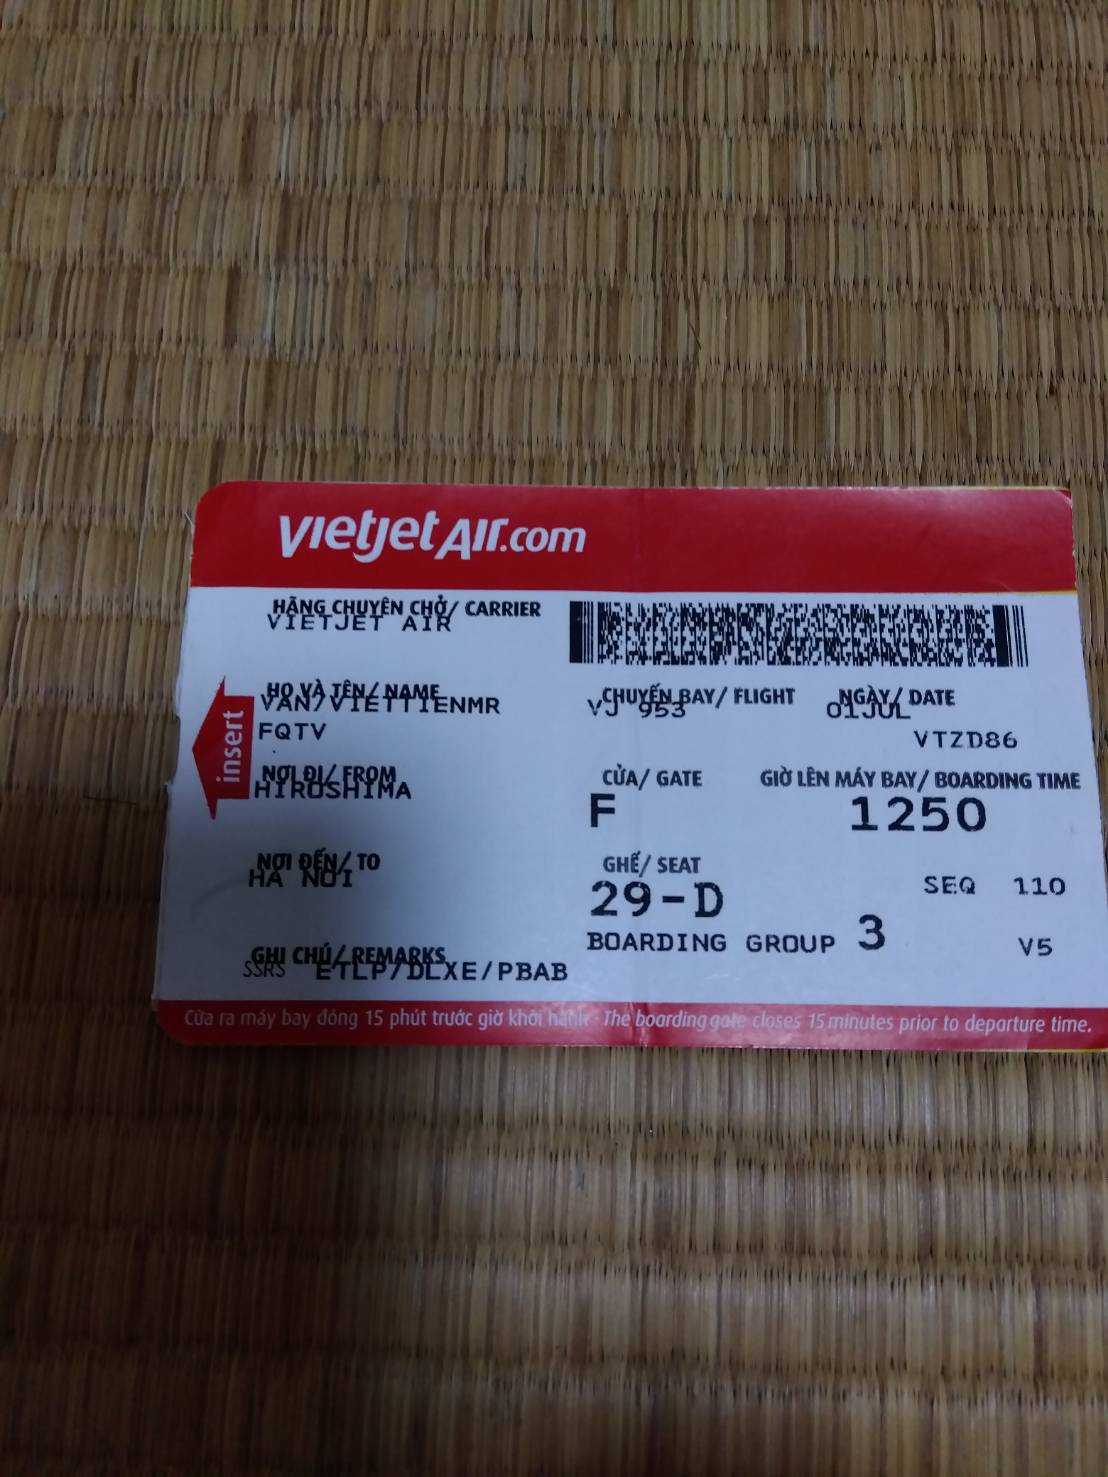 vietjetAir.com
HÃNG CHUYÊN CHỞ/ CARRIER
VIETJET AIR
HỌ VÀ TÊN/ NAME
VAN/VIETTIENMR
FQTV
CHUYẾN BAY/ FLIGHT
VJ 953
NGÀY/ DATE
01JUL
VTZD86
insert
NƠI ĐI/ FROM
HIROSHIMA
CỬA/ GATE
F
GIỜ LÊN MÁY BAY/ BOARDING TIME
1250
NƠI ĐẾN/ TO
HA NOI
GHẾ/ SEAT
29-D
SEQ 110
BOARDING GROUP 3
V5
GHI CHÚ/ REMARKS
SSRS ETLP/DLXE/PBAB
Cửa ra máy bay đóng 15 phút trước giờ khởi hành - The boarding gate closes 15 minutes prior to departure time.